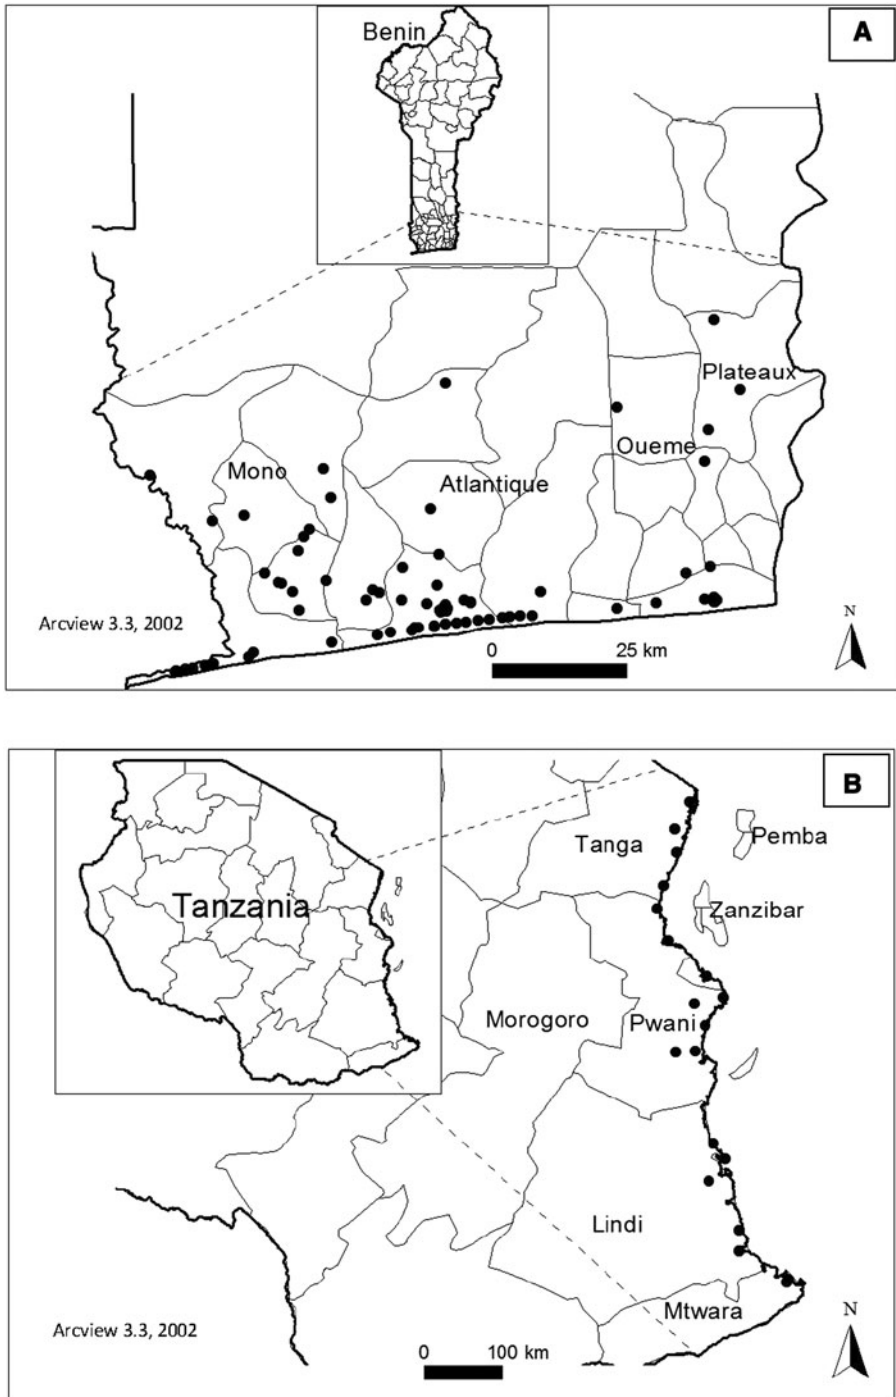 Benin
A
Plateaux
Oueme
Mono
Atlantique
Arcview 3.3, 2002
N
0 25 km
B
Tanga
Pemba
Tanzania
Zanzibar
Morogoro
Pwani
Lindi
Mtwara
Arcview 3.3, 2002
N
0 100 km